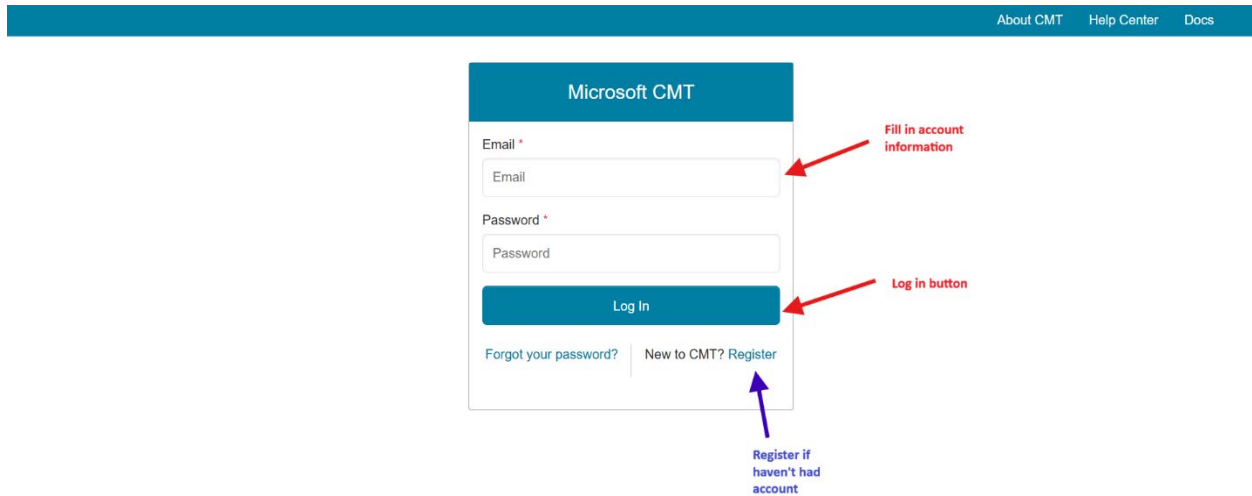 About CMT Help Center Docs
Microsoft CMT
Fill in account
information
Email *
Email
Password *
Password
Log in button
Log In
Forgot your password? New to CMT? Register
Register if
haven't had
account